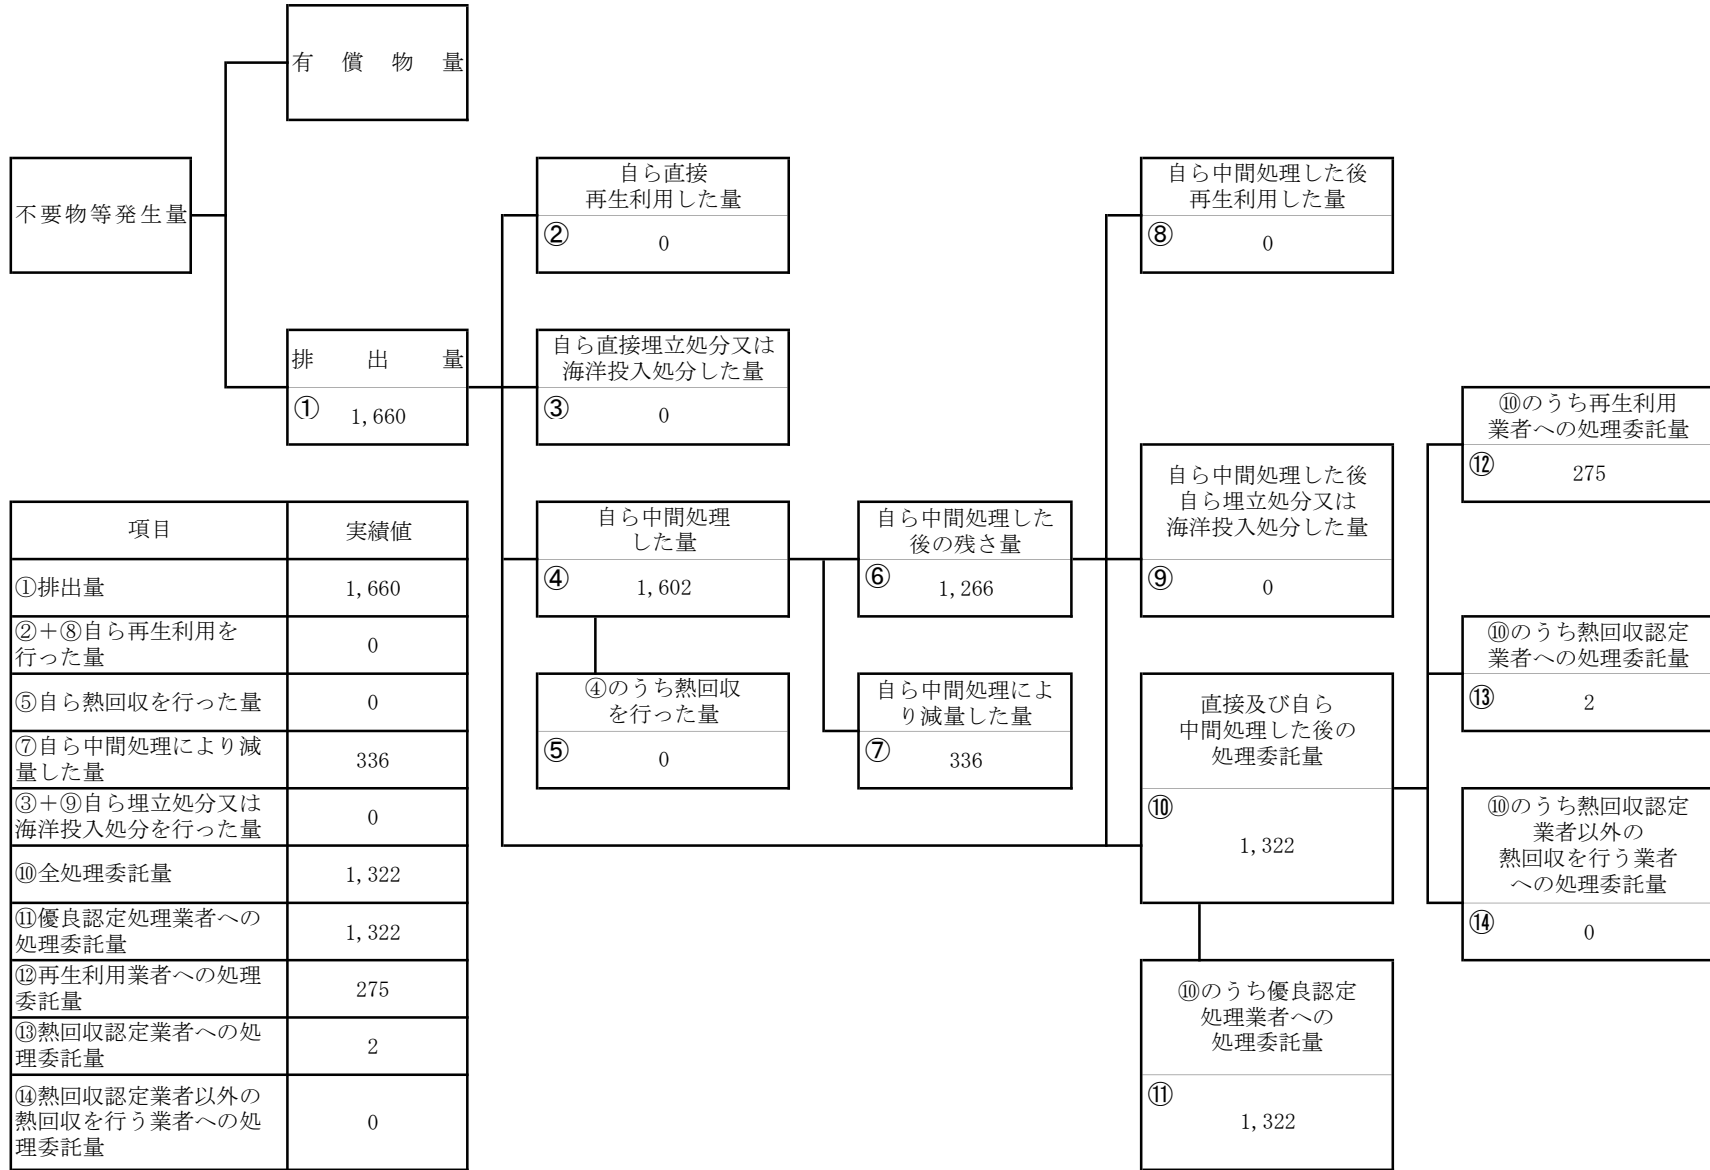 有償物量
不要物等発生量
自ら直接
再生利用した量
② 0
自ら中間処理した後
再生利用した量
⑧ 0
排出量
① 1,660
自ら直接埋立処分又は
海洋投入処分した量
③ 0
⑩のうち再生利用
業者への処理委託量
⑫ 275
自ら中間処理
した量
④ 1,602
自ら中間処理した
後の残さ量
⑥ 1,266
自ら中間処理した後
自ら埋立処分又は
海洋投入処分した量
⑨ 0
⑩のうち熱回収認定
業者への処理委託量
⑬ 2
④のうち熱回収
を行った量
⑤ 0
自ら中間処理によ
り減量した量
⑦ 336
直接及び自ら
中間処理した後の
処理委託量
⑩
1,322
⑩のうち熱回収認定
業者以外の
熱回収を行う業者
への処理委託量
⑭ 0
⑩のうち優良認定
処理業者への
処理委託量
⑪
1,322
項目 実績値
①排出量 1,660
②+⑧自ら再生利用を
行った量 0
⑤自ら熱回収を行った量 0
⑦自ら中間処理により減
量した量 336
③+⑨自ら埋立処分又は
海洋投入処分を行った量 0
⑩全処理委託量 1,322
⑪優良認定処理業者への
処理委託量 1,322
⑫再生利用業者への処理
委託量 275
⑬熱回収認定業者への処
理委託量 2
⑭熱回収認定業者以外の
熱回収を行う業者への処
理委託量 0